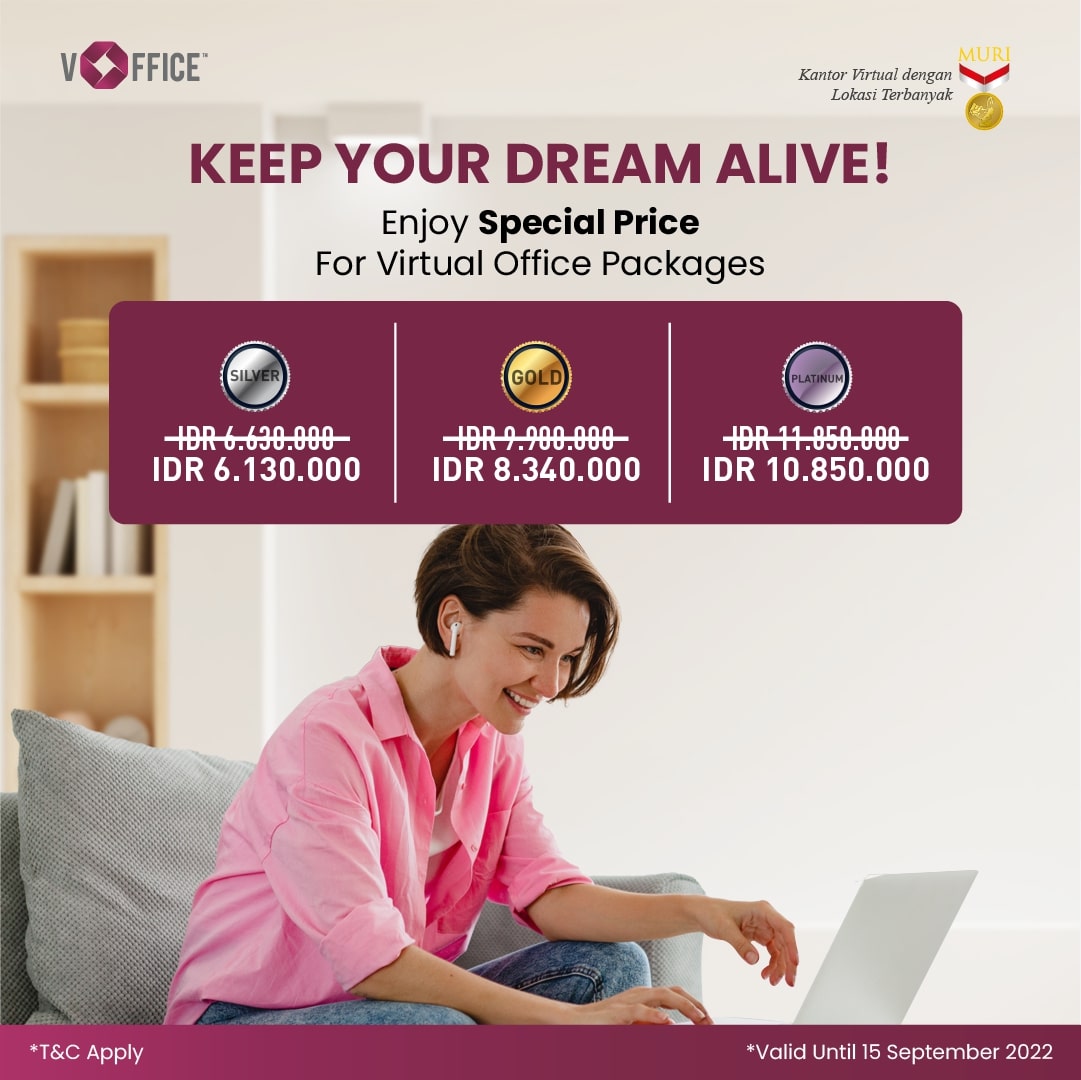 VOFFICE™
MURI
Kantor Virtual dengan
Lokasi Terbanyak
KEEP YOUR DREAM ALIVE!
Enjoy Special Price
For Virtual Office Packages
SILVER
IDR 6.630.000
IDR 6.130.000
GOLD
IDR 9.900.000
IDR 8.340.000
PLATINUM
IDR 11.850.000
IDR 10.850.000
*T&C Apply
*Valid Until 15 September 2022